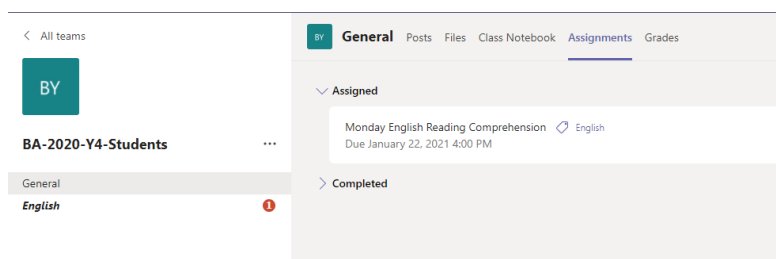 All teams
BY
BA-2020-Y4-Students
...
General
English
1
BY General Posts Files Class Notebook Assignments Grades
Assigned
Monday English Reading Comprehension English
Due January 22, 2021 4:00 PM
Completed